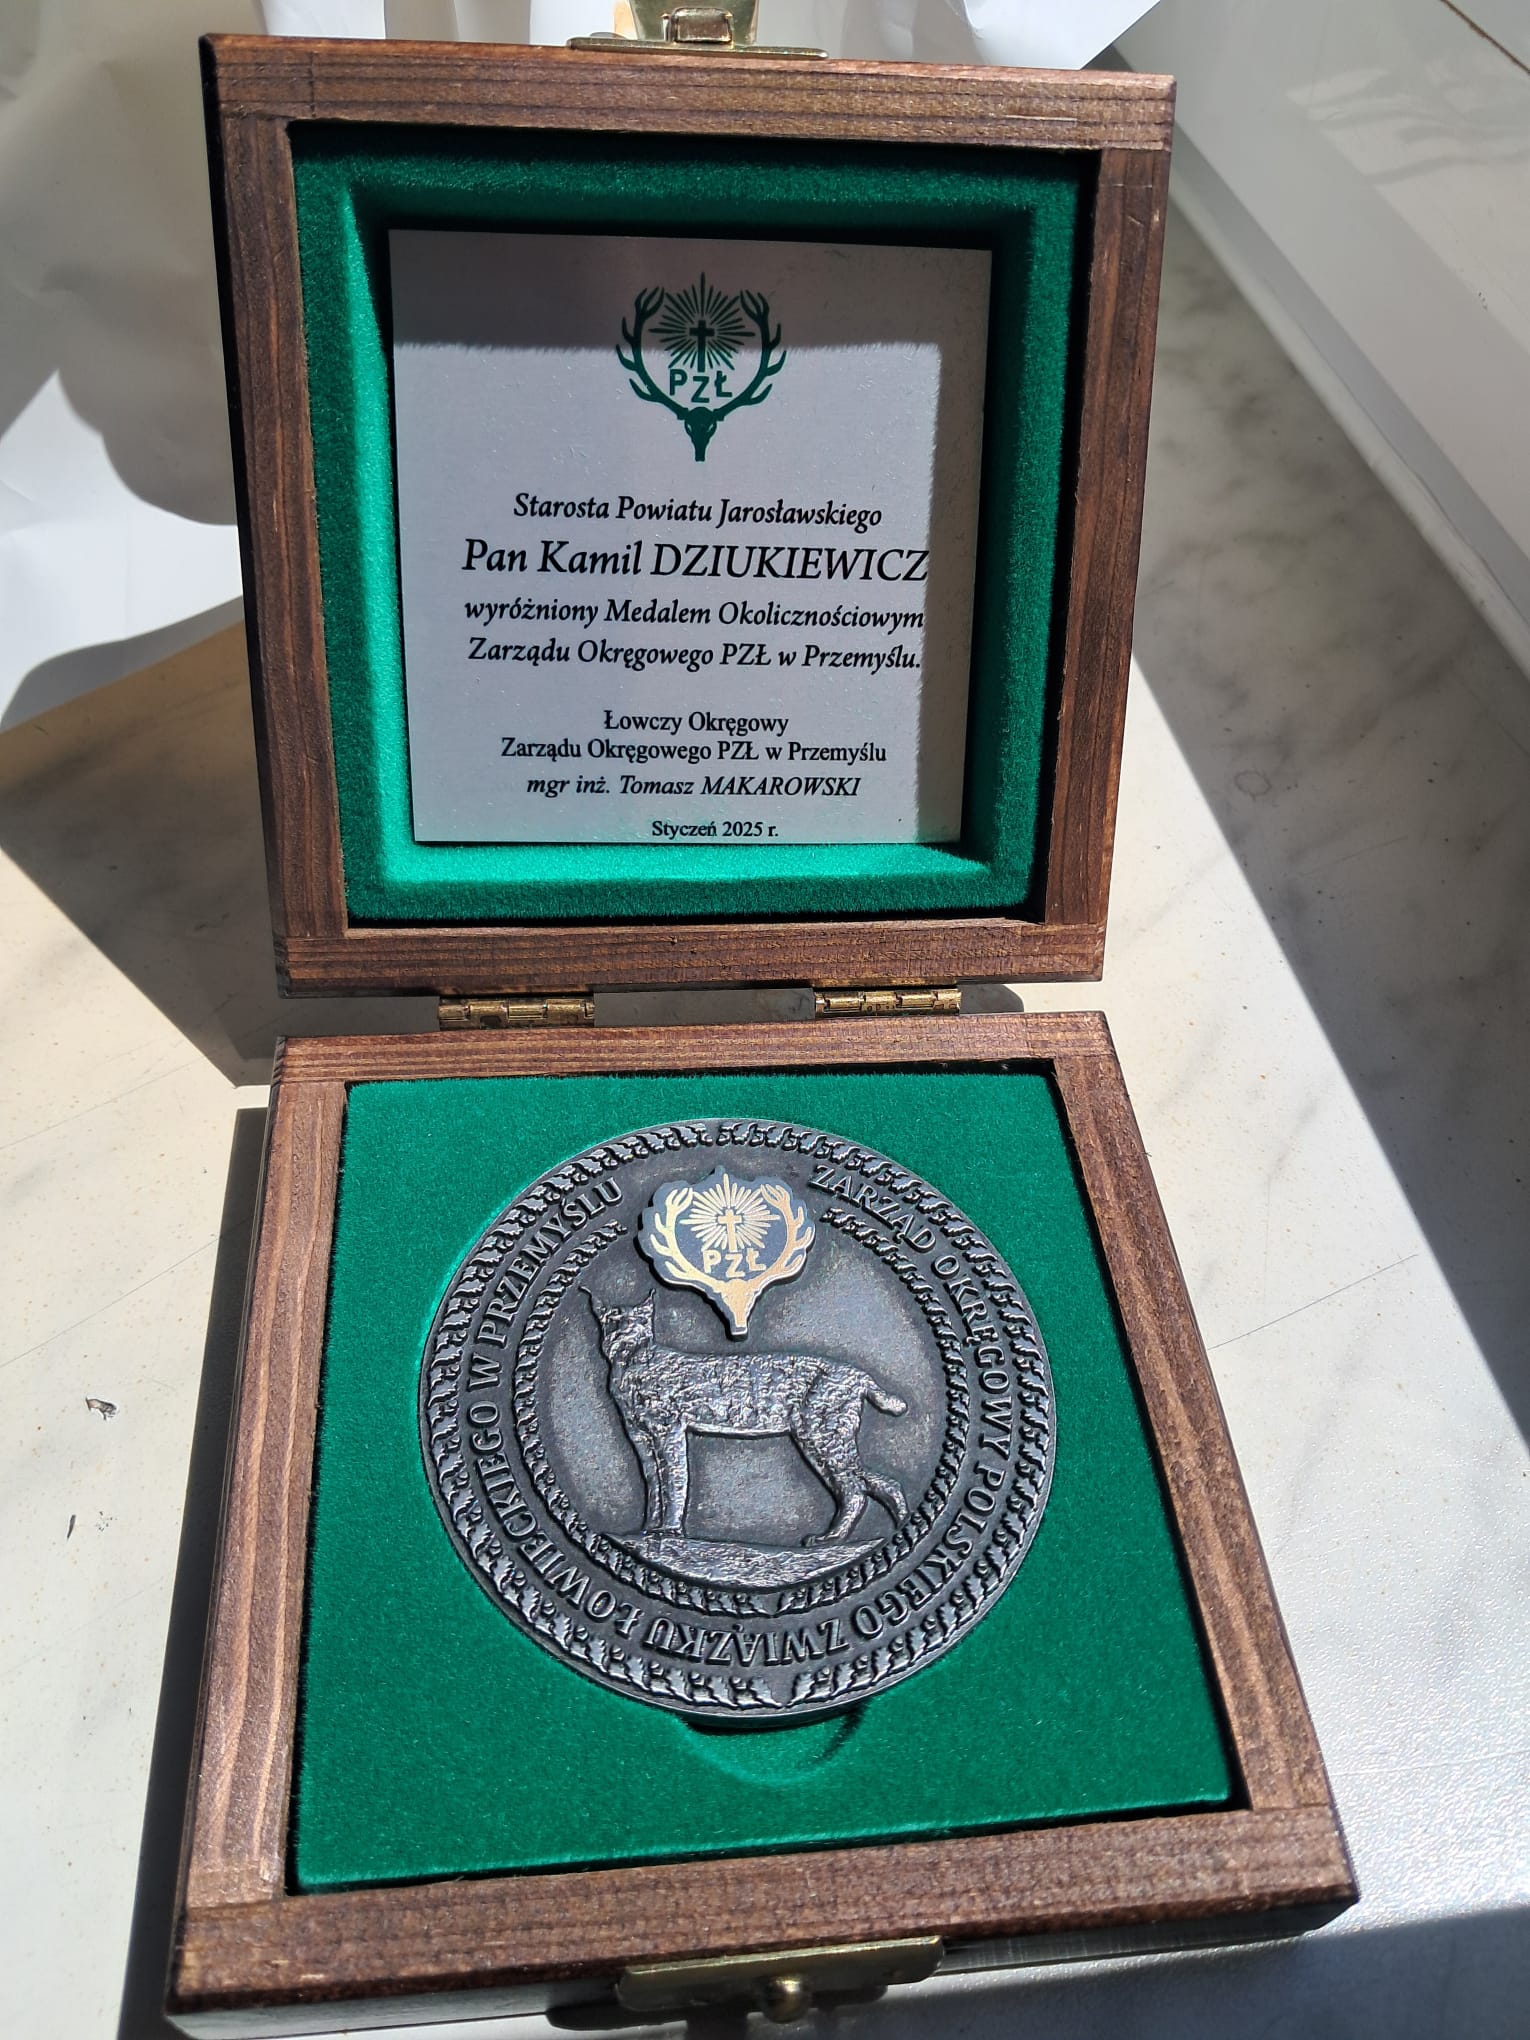 PZŁ
Starosta Powiatu Jarosławskiego
Pan Kamil DZIUKIEWICZ
wyróżniony Medalem Okolicznościowym
Zarządu Okręgowego PZŁ w Przemyślu.
Łowczy Okręgowy
Zarządu Okręgowego PZŁ w Przemyślu
mgr inż. Tomasz MAKAROWSKI
Styczeń 2025 r.
PZŁ
ZARZĄD OKRĘGOWY POLSKIEGO ZWIĄZKU ŁOWIECKIEGO W PRZEMYŚLU